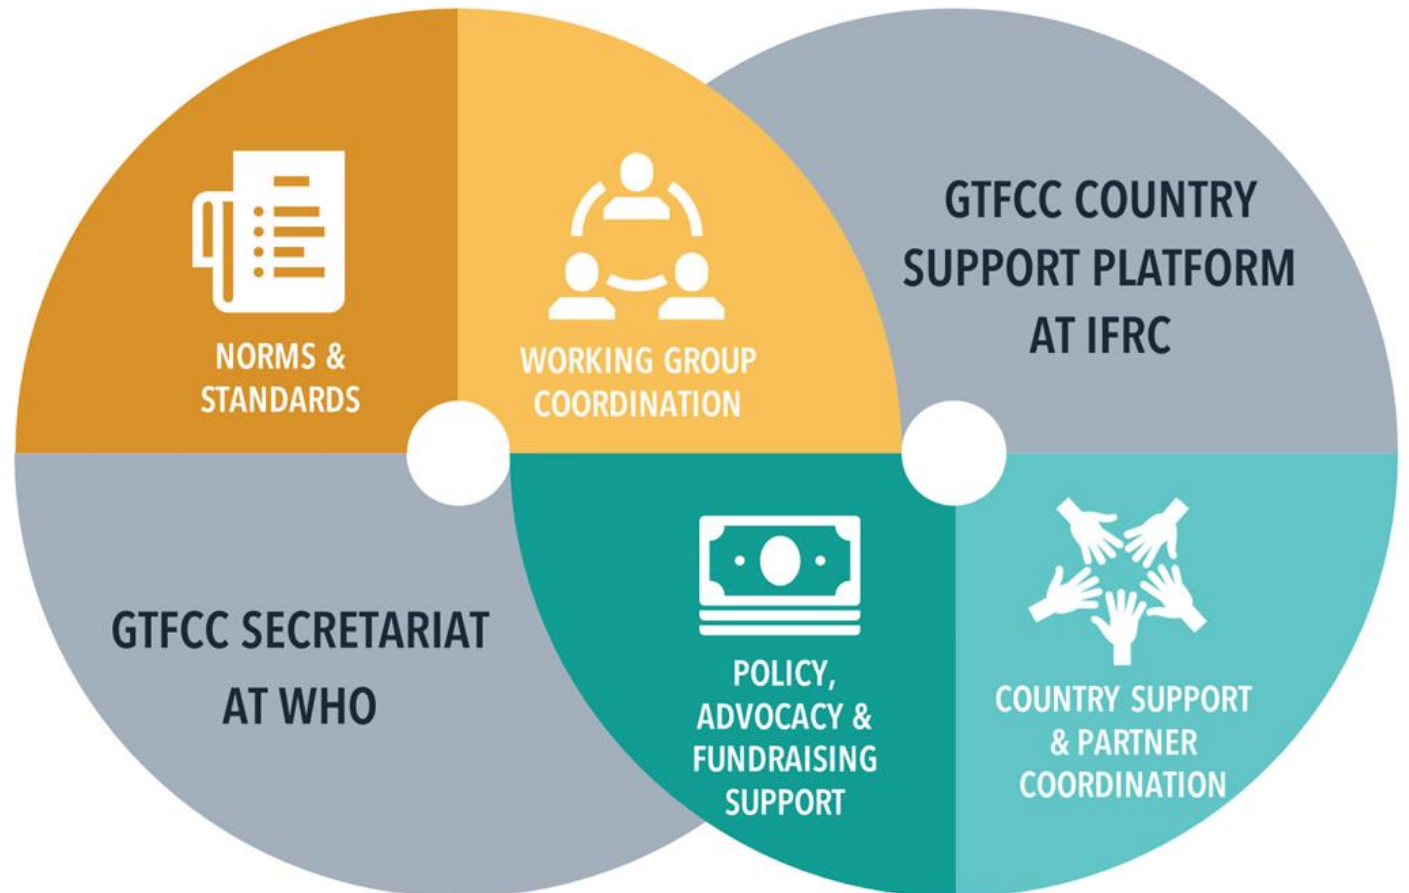 NORMS &
STANDARDS
WORKING GROUP
COORDINATION
GTFCC COUNTRY
SUPPORT PLATFORM
AT IFRC
GTFCC SECRETARIAT
AT WHO
POLICY,
ADVOCACY &
FUNDRAISING
SUPPORT
COUNTRY SUPPORT
& PARTNER
COORDINATION